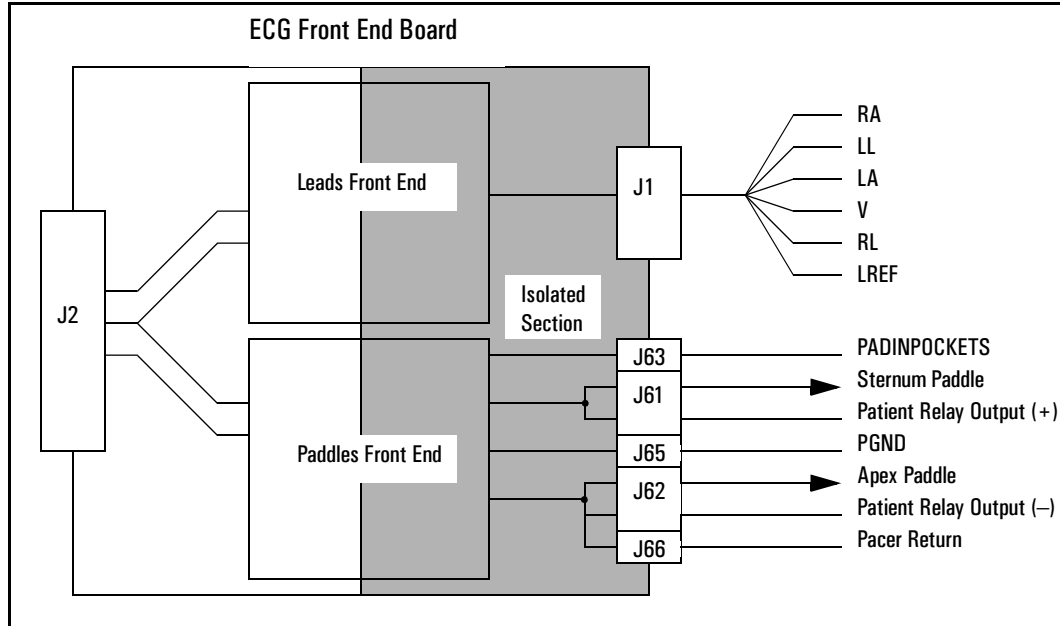 ECG Front End Board
Leads Front End
J1
RA
LL
LA
V
RL
LREF
J2
Isolated
Section
Paddles Front End
J63
PADINPOCKETS
J61
Sternum Paddle
Patient Relay Output (+)
J65
PGND
J62
Apex Paddle
Patient Relay Output (–)
J66
Pacer Return